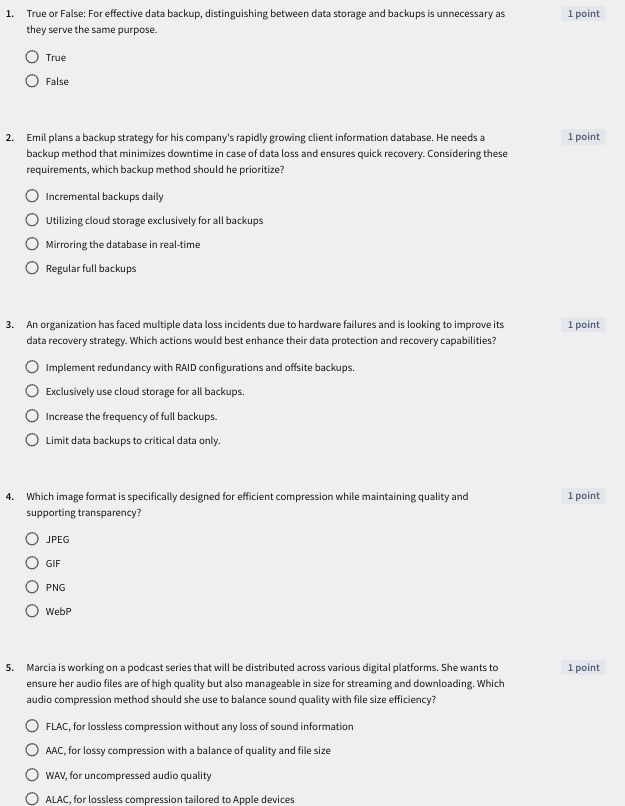 1. True or False: For effective data backup, distinguishing between data storage and backups is unnecessary as 1 point
they serve the same purpose.
True
False
2. Emil plans a backup strategy for his company's rapidly growing client information database. He needs a 1 point
backup method that minimizes downtime in case of data loss and ensures quick recovery. Considering these
requirements, which backup method should he prioritize?
Incremental backups daily
Utilizing cloud storage exclusively for all backups
Mirroring the database in real-time
Regular full backups
3. An organization has faced multiple data loss incidents due to hardware failures and is looking to improve its 1 point
data recovery strategy. Which actions would best enhance their data protection and recovery capabilities?
Implement redundancy with RAID configurations and offsite backups.
Exclusively use cloud storage for all backups.
Increase the frequency of full backups.
Limit data backups to critical data only.
4. Which image format is specifically designed for efficient compression while maintaining quality and 1 point
supporting transparency?
JPEG
GIF
PNG
WebP
5. Marcia is working on a podcast series that will be distributed across various digital platforms. She wants to 1 point
ensure her audio files are of high quality but also manageable in size for streaming and downloading. Which
audio compression method should she use to balance sound quality with file size efficiency?
FLAC, for lossless compression without any loss of sound information
AAC, for lossy compression with a balance of quality and file size
WAV, for uncompressed audio quality
ALAC, for lossless compression tailored to Apple devices